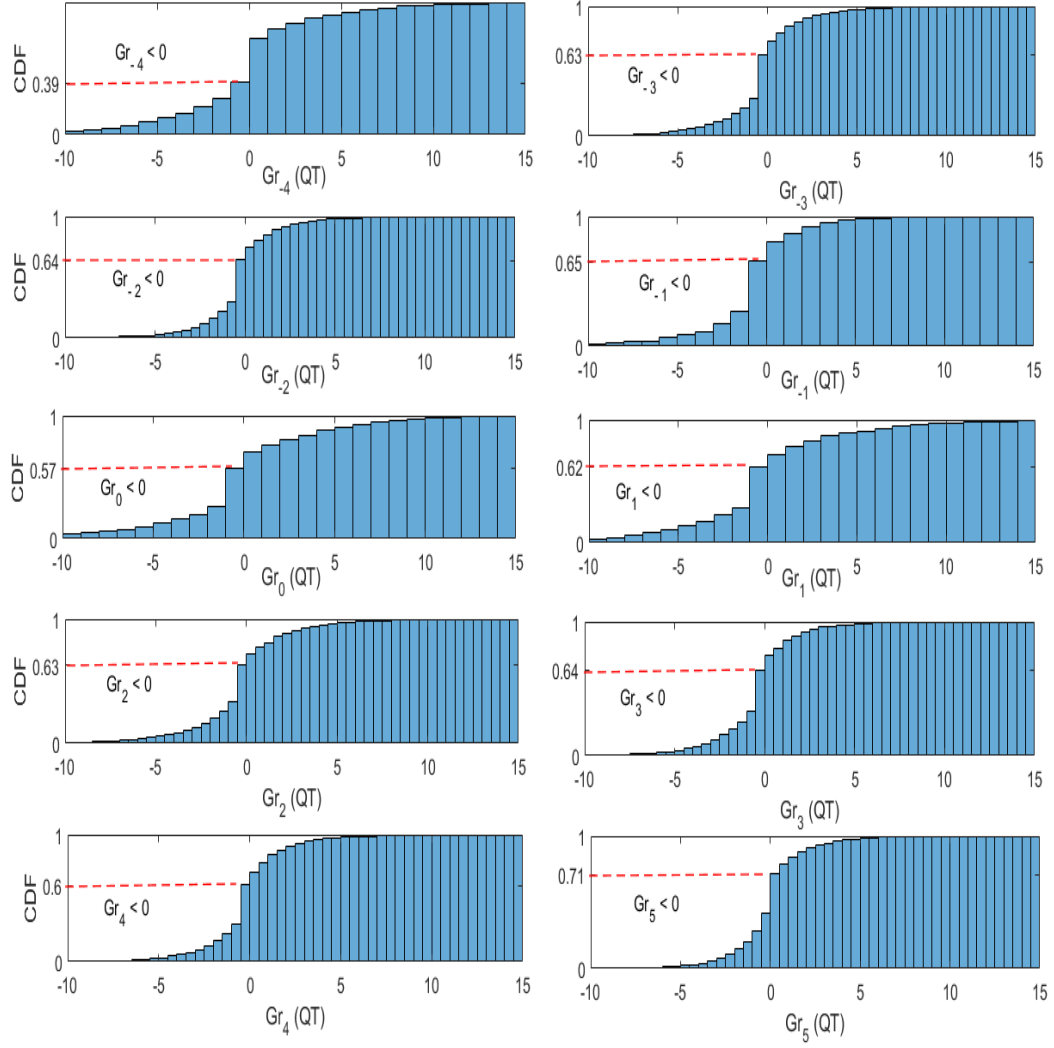 CDF
0.39
0
Gr-4 < 0
-10 -5 0 5 10 15
Gr-4 (QT)
1
0.63
0
Gr-3 < 0
-10 -5 0 5 10 15
Gr-3 (QT)
CDF
1
0.64
0
Gr-2 < 0
-10 -5 0 5 10 15
Gr-2 (QT)
1
0.65
0
Gr-1 < 0
-10 -5 0 5 10 15
Gr-1 (QT)
CDF
1
0.57
0
Gr0 < 0
-10 -5 0 5 10 15
Gr0 (QT)
1
0.62
0
Gr1 < 0
-10 -5 0 5 10 15
Gr1 (QT)
CDF
1
0.63
0
Gr2 < 0
-10 -5 0 5 10 15
Gr2 (QT)
1
0.64
0
Gr3 < 0
-10 -5 0 5 10 15
Gr3 (QT)
CDF
1
0.6
0
Gr4 < 0
-10 -5 0 5 10 15
Gr4 (QT)
1
0.71
0
Gr5 < 0
-10 -5 0 5 10 15
Gr5 (QT)